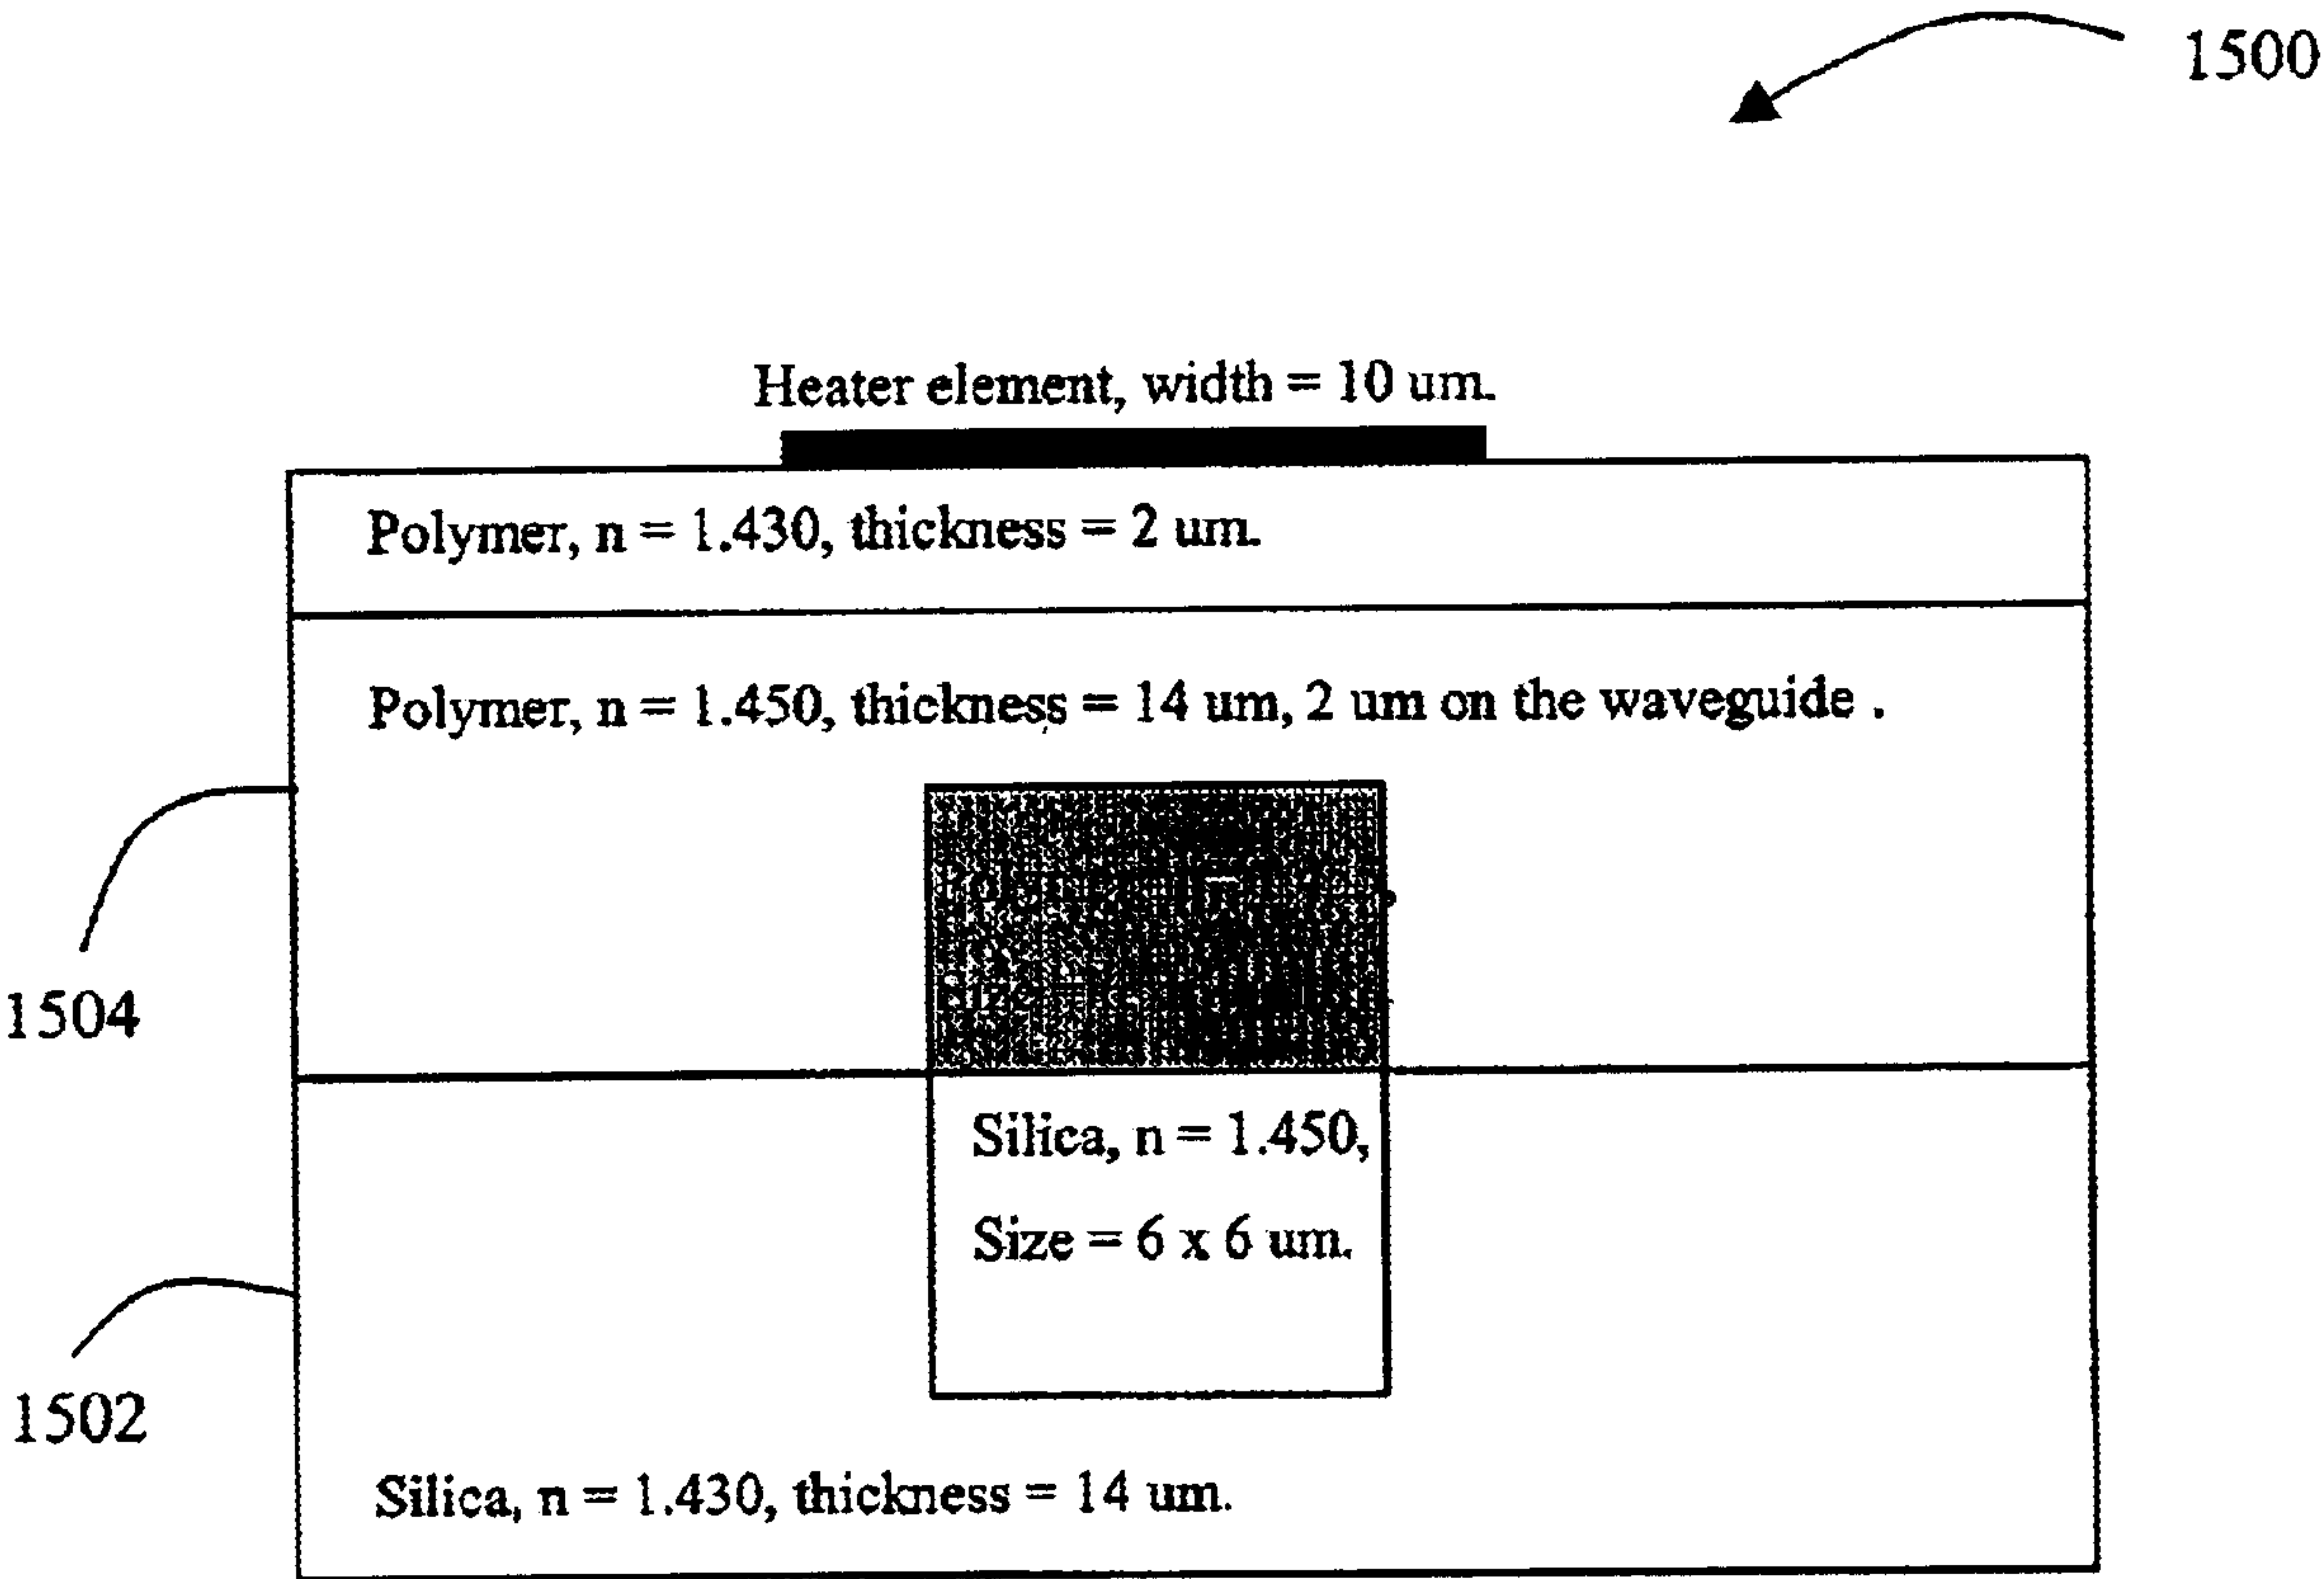 1500
Heater element, width = 10 um.
Polymer, n = 1.430, thickness = 2 um.
Polymer, n = 1.450, thickness = 14 um, 2 um on the waveguide .
1504
Silica, n = 1.450,
Size = 6 x 6 um.
1502
Silica, n = 1.430, thickness = 14 um.